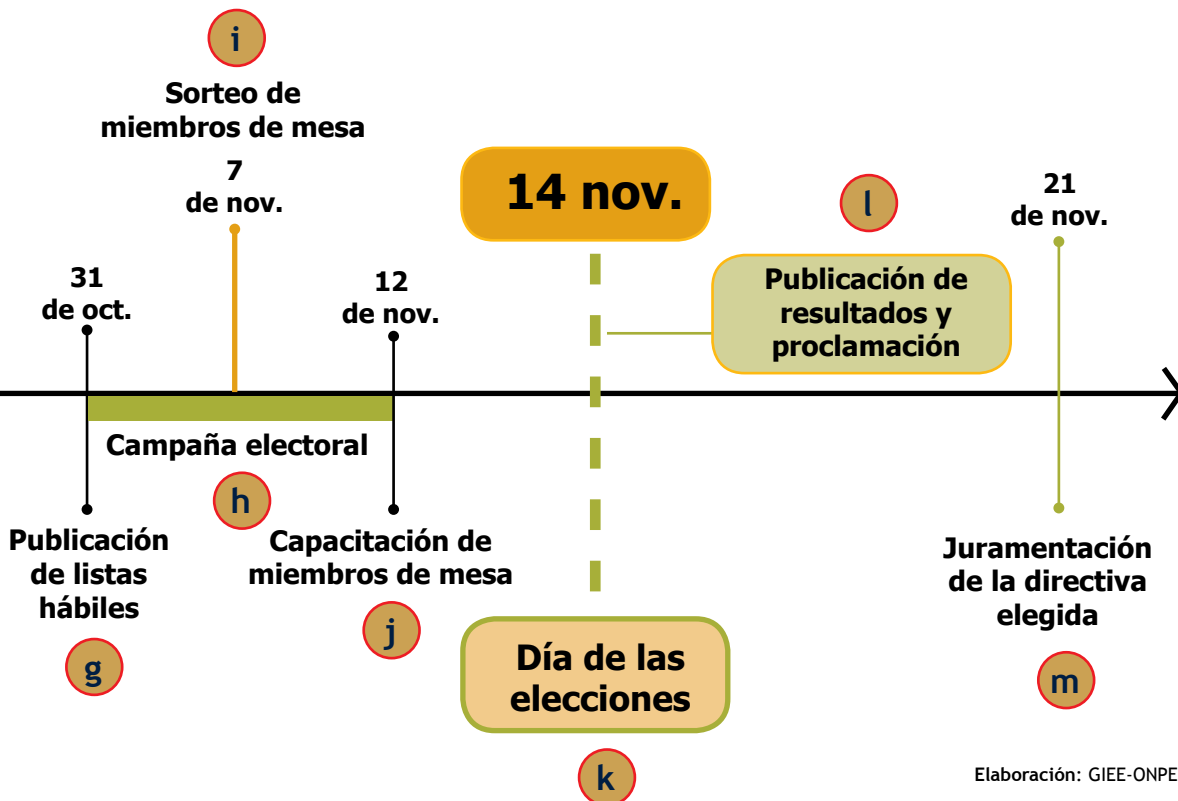 i
Sorteo de
miembros de mesa
7
de nov.
14 nov.
l
21
de nov.
31
de oct.
12
de nov.
Publicación de
resultados y
proclamación
Campaña electoral
h
Publicación
de listas
hábiles
g
Capacitación de
miembros de mesa
j
Día de las
elecciones
k
Juramentación
de la directiva
elegida
m
Elaboración: GIEE-ONPE